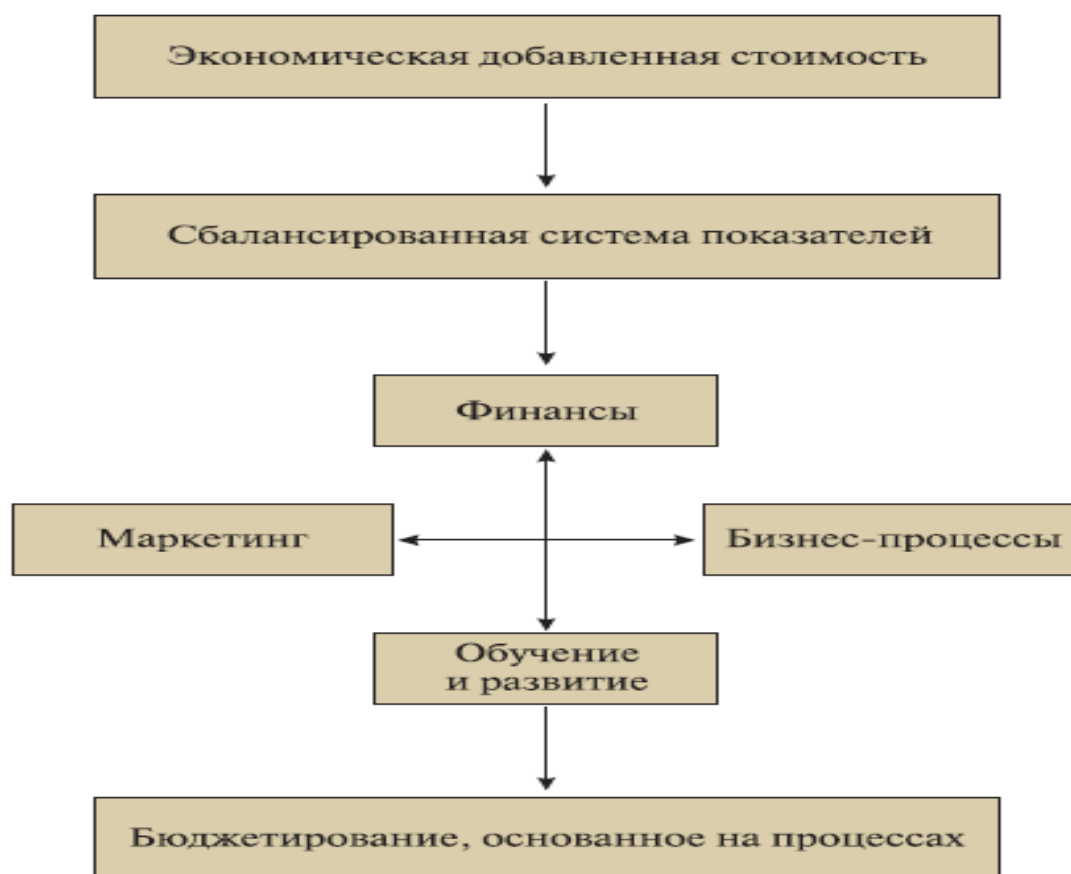 Экономическая добавленная стоимость
Сбалансированная система показателей
Финансы
Маркетинг
Бизнес-процессы
Обучение
и развитие
Бюджетирование, основанное на процессах